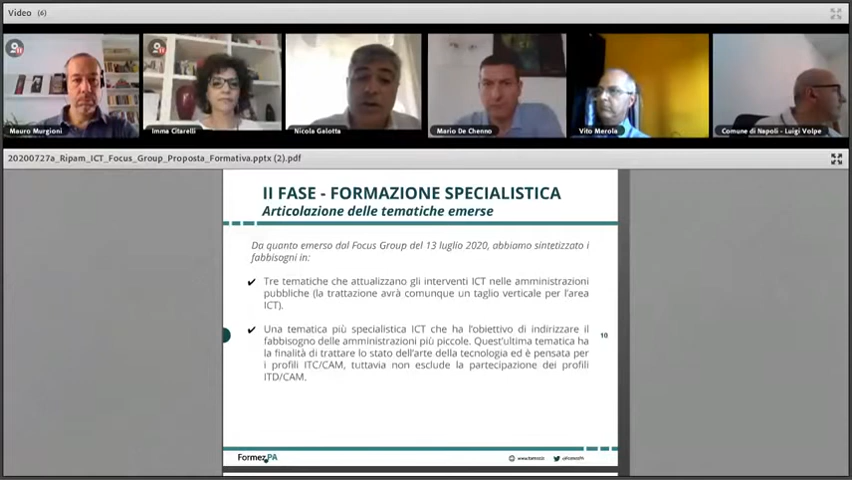 Video (6)
Mauro Murgioni
Imma Citarelli
Nicola Galotta
Mario De Chenno
Vito Merola
Comune di Napoli - Luigi Volpe
20200727a_Ripam_ICT_Focus_Group_Proposta_Formativa.pptx (2).pdf
II FASE - FORMAZIONE SPECIALISTICA
Articolazione delle tematiche emerse
Da quanto emerso dal Focus Group del 13 luglio 2020, abbiamo sintetizzato i
fabbisogni in:
✔ Tre tematiche che attualizzano gli interventi ICT nelle amministrazioni
pubbliche (la trattazione avrà comunque un taglio verticale per l'area
ICT).
✔ Una tematica più specialistica ICT che ha l'obiettivo di indirizzare il
fabbisogno delle amministrazioni più piccole. Quest'ultima tematica ha
la finalità di trattare lo stato dell'arte della tecnologia ed è pensata per
i profili ITC/CAM, tuttavia non esclude la partecipazione dei profili
ITD/CAM.
10
FormezPA